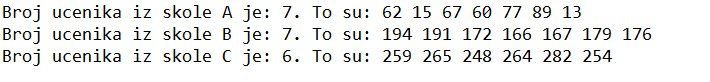 Broj ucenika iz skole A je: 7. To su: 62 15 67 60 77 89 13
Broj ucenika iz skole B je: 7. To su: 194 191 172 166 167 179 176
Broj ucenika iz skole C je: 6. To su: 259 265 248 264 282 254